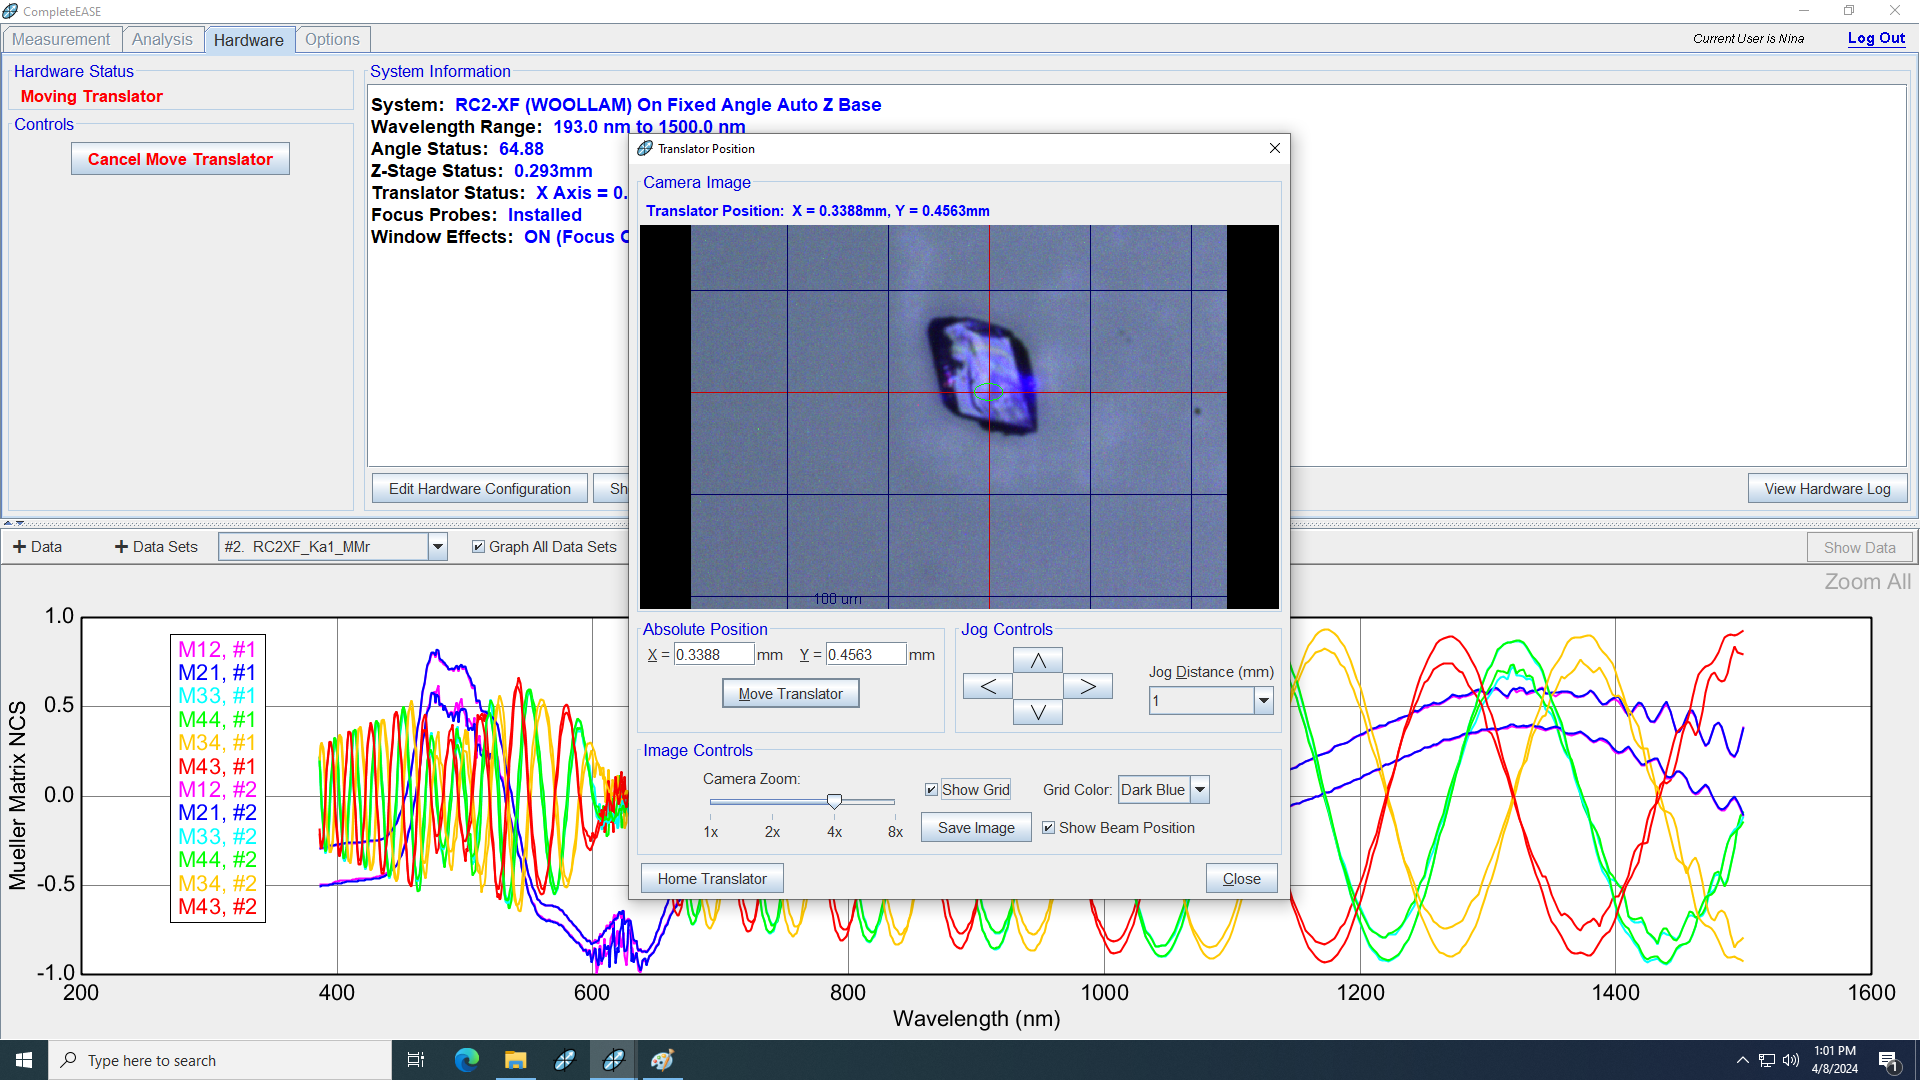 CompleteEASE
Measurement Analysis Hardware Options
Current User is Nina Log Out
Hardware Status
Moving Translator
Controls
Cancel Move Translator
System Information
System: RC2-XF (WOOLLAM) On Fixed Angle Auto Z Base
Wavelength Range: 193.0 nm to 1500.0 nm
Angle Status: 64.88
Z-Stage Status: 0.293mm
Translator Status: X Axis = 0.
Focus Probes: Installed
Window Effects: ON (Focus
Edit Hardware Configuration Sh
View Hardware Log
Translator Position
Camera Image
Translator Position: X = 0.3388mm, Y = 0.4563mm
100 um
Absolute Position
X = 0.3388 mm Y = 0.4563 mm
Move Translator
Jog Controls
Jog Distance (mm)
1
Image Controls
Camera Zoom:
1x 2x 4x 8x
Show Grid Grid Color: Dark Blue
Save Image Show Beam Position
Home Translator Close
+ Data + Data Sets #2. RC2XF_Ka1_MMr Graph All Data Sets
Show Data
Zoom All
Mueller Matrix NCS
1.0
0.5
0.0
-0.5
-1.0
M12, #1
M21, #1
M33, #1
M44, #1
M34, #1
M43, #1
M12, #2
M21, #2
M33, #2
M44, #2
M34, #2
M43, #2
200 400 600 800 1000 1200 1400 1600
Wavelength (nm)
Type here to search
1:01 PM
4/8/2024
1